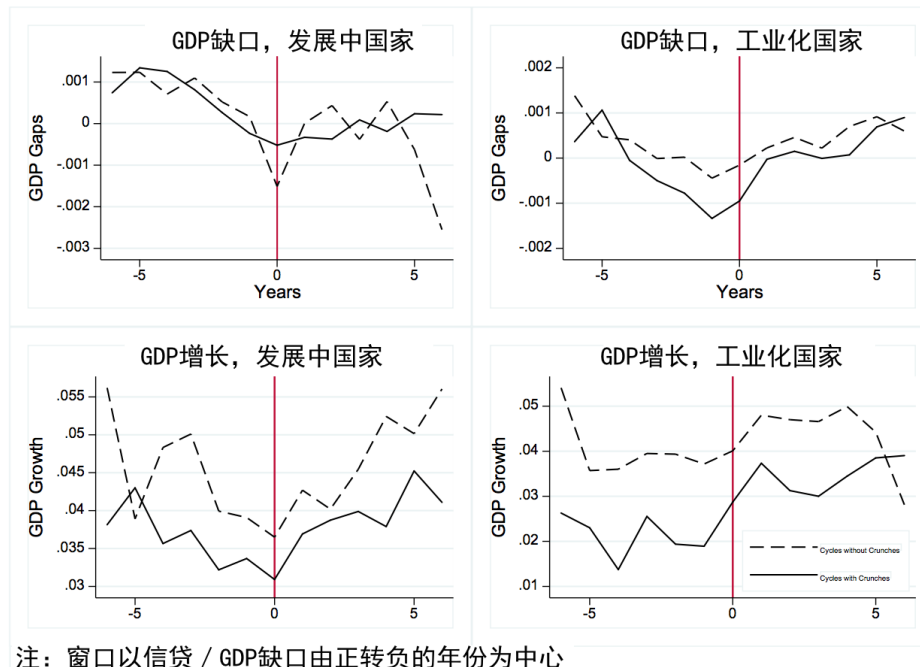 GDP缺口，发展中国家
GDP Gaps
.001
0
-.001
-.002
-.003
-5
0
5
Years
GDP缺口，工业化国家
GDP Gaps
.002
.001
0
-.001
-.002
-5
0
5
Years
GDP增长，发展中国家
GDP Growth
.055
.05
.045
.04
.035
.03
-5
0
5
GDP增长，工业化国家
GDP Growth
.05
.04
.03
.02
.01
-5
0
5
Cycles without Crunches
Cycles with Crunches
注：窗口以信贷／GDP缺口由正转负的年份为中心